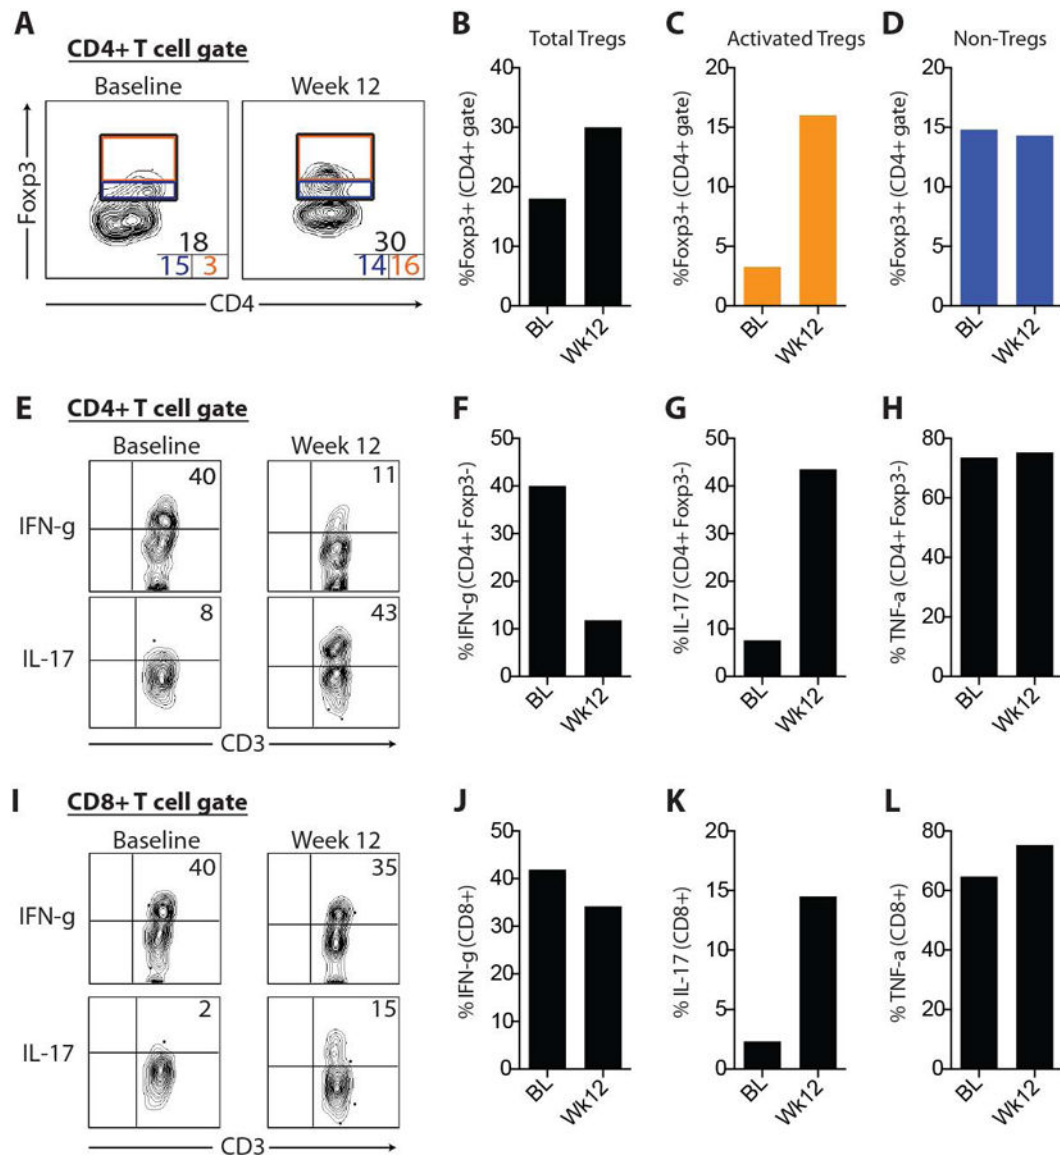 A
CD4+ T cell gate
Baseline
Week 12
Foxp3
18
15 3
30
14 16
CD4
B
Total Tregs
%Foxp3+ (CD4+ gate)
40
30
20
10
0
BL
Wk12
C
Activated Tregs
%Foxp3+ (CD4+ gate)
20
15
10
5
0
BL
Wk12
D
Non-Tregs
%Foxp3+ (CD4+ gate)
20
15
10
5
0
BL
Wk12
E
CD4+ T cell gate
Baseline
Week 12
IFN-g
40
11
IL-17
8
43
CD3
F
% IFN-g (CD4+ Foxp3-)
50
40
30
20
10
0
BL
Wk12
G
% IL-17 (CD4+ Foxp3-)
50
40
30
20
10
0
BL
Wk12
H
% TNF-a (CD4+ Foxp3-)
80
60
40
20
0
BL
Wk12
I
CD8+ T cell gate
Baseline
Week 12
IFN-g
40
35
IL-17
2
15
CD3
J
% IFN-g (CD8+)
50
40
30
20
10
0
BL
Wk12
K
% IL-17 (CD8+)
20
15
10
5
0
BL
Wk12
L
% TNF-a (CD8+)
80
60
40
20
0
BL
Wk12